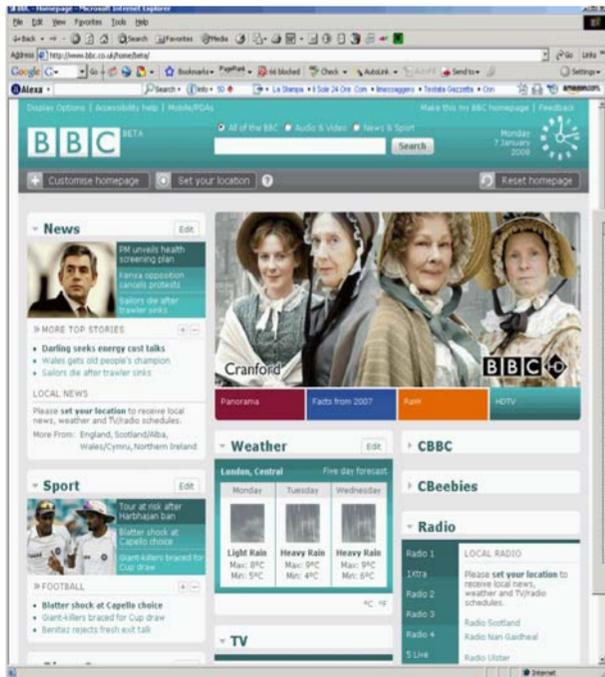 BBC - Homepage - Microsoft Internet Explorer
File Edit View Favorites Tools Help
Back Search Favorites Media
Address http://www.bbc.co.uk/home/beta/ Go Links
Google G Go Bookmarks PageRank 66 blocked Check AutoLink AutoFill Send to Settings
Alexa Search Info 50 La Stampa Il Sole 24 Ore Com Testata Gazzetta Cnn amazon.com
Display Options | Accessibility help | Mobile/PDAs
Make this my BBC homepage | Feedback
BBC BETA
All of the BBC Audio & Video News & Sport
Search
Monday
7 January
2008
Customise homepage Set your location ? Reset homepage
News Edit
PM unveils health screening plan
Kenya opposition cancels protests
Sailors die after trawler sinks
MORE TOP STORIES
Darling seeks energy cost talks
Wales gets old people's champion
Sailors die after trawler sinks
LOCAL NEWS
Please set your location to receive local
news, weather and TV/radio schedules.
More From: England, Scotland/Alba,
Wales/Cymru, Northern Ireland
Cranford
BBC HD
Panorama Facts from 2007 RaW HDTV
Sport Edit
Tour at risk after Harbhajan ban
Blatter shock at Capello choice
Giant-killers braced for Cup draw
FOOTBALL
Blatter shock at Capello choice
Giant-killers braced for Cup draw
Benitez rejects fresh exit talk
Weather Edit
London, Central Five day forecast
Monday Tuesday Wednesday
Light Rain Heavy Rain Heavy Rain
Max: 8ºC Max: 9ºC Max: 9ºC
Min: 5ºC Min: 4ºC Min: 6ºC
ºC ºF
TV
CBBC
CBeebies
Radio
Radio 1
1Xtra
Radio 2
Radio 3
Radio 4
5 Live
LOCAL RADIO
Please set your location to
receive local news,
weather and TV/radio
schedules.
Radio Scotland
Radio Nan Gaidheal
Radio Ulster
Internet